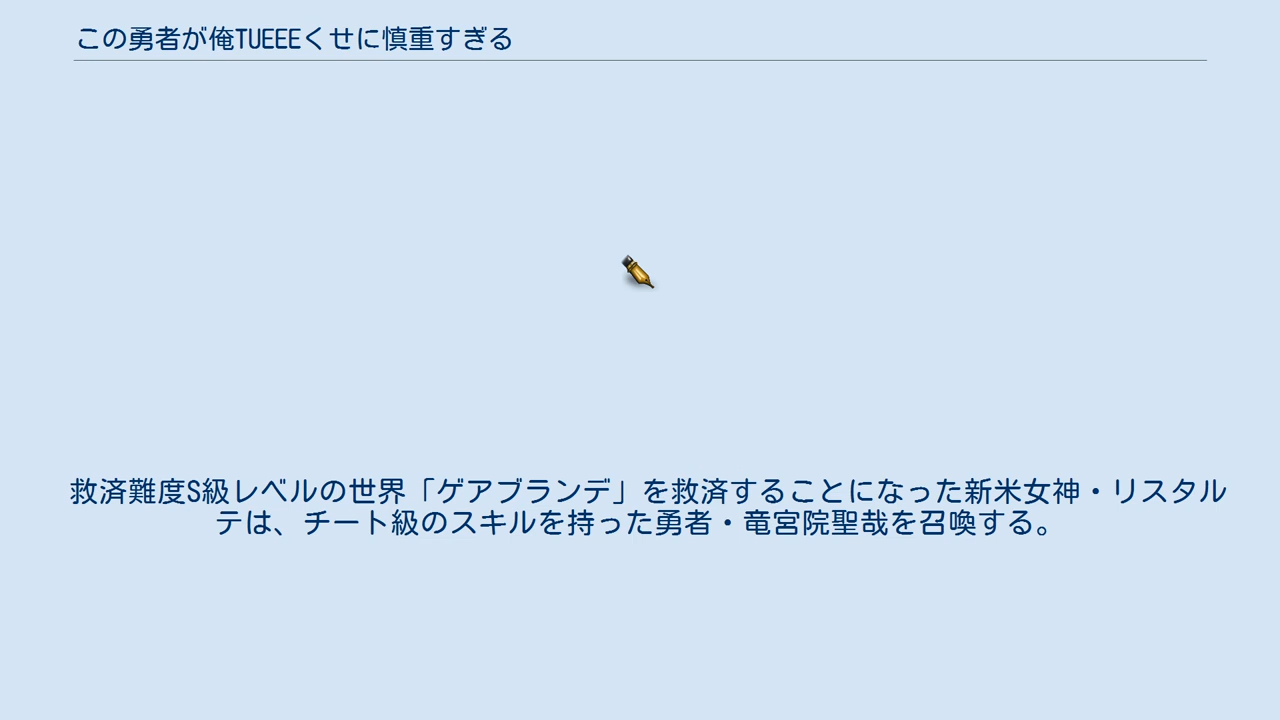 この勇者が俺TUEEEくせに慎重すぎる
救済難度S級レベルの世界「ゲアブランデ」を救済することになった新米女神・リスタル
テは、チート級のスキルを持った勇者・竜宮院聖哉を召喚する。